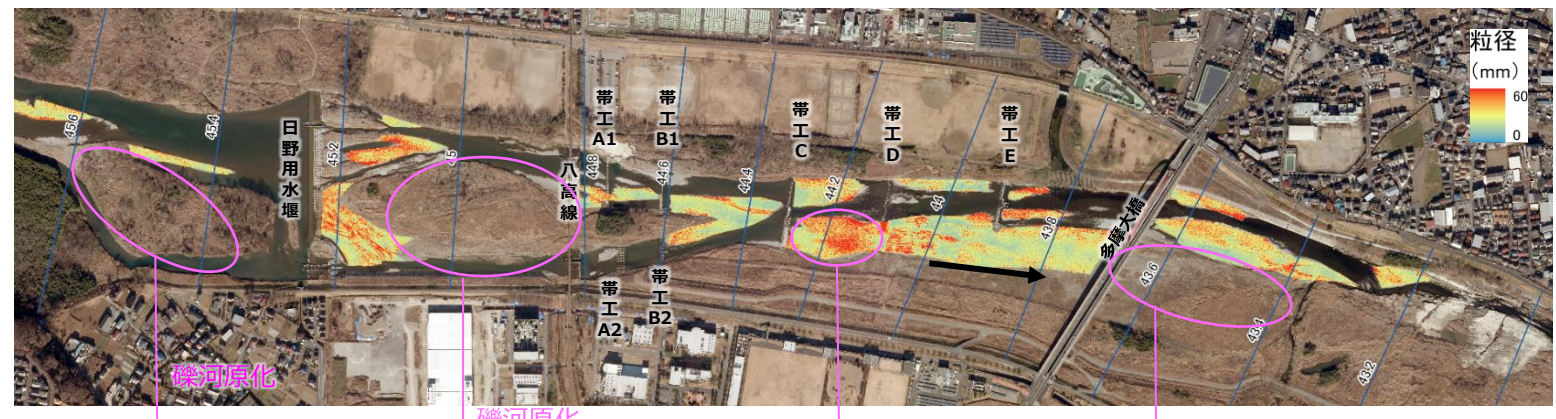 粒径
(mm)
60
0
45.6
45.4
日野用水堰
45.2
45
八高線
44.8
帯工A1
帯工A2
44.6
帯工B1
帯工B2
44.4
帯工C
44.2
帯工D
44
帯工E
43.8
多摩大橋
43.6
43.4
43.2
礫河原化
礫河原化